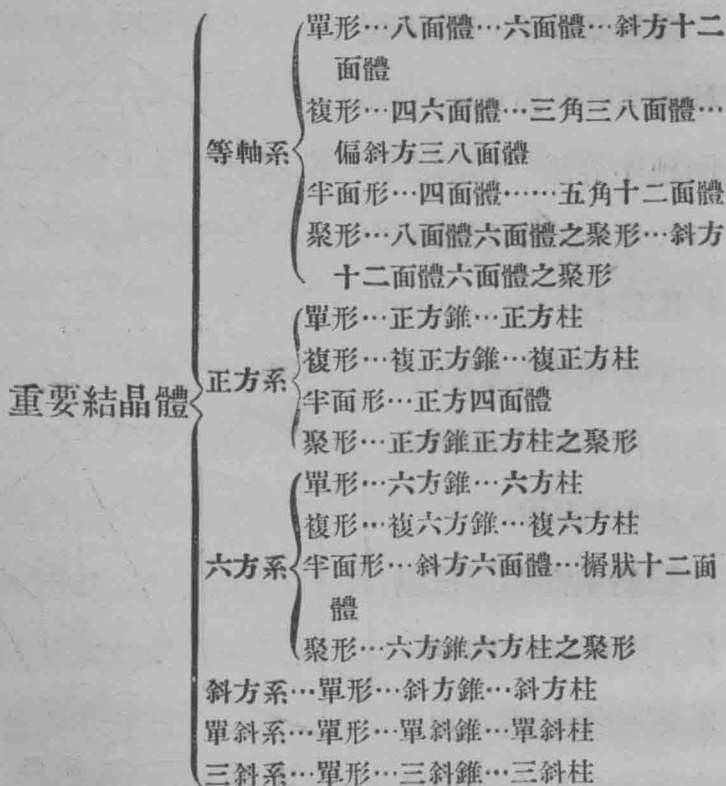 重要結晶體
等軸系
單形…八面體…六面體…斜方十二
面體
複形…四六面體…三角三八面體…
偏斜方三八面體
半面形…四面體……五角十二面體
聚形…八面體六面體之聚形…斜方
十二面體六面體之聚形
正方系
單形…正方錐…正方柱
複形…複正方錐…複正方柱
半面形…正方四面體
聚形…正方錐正方柱之聚形
六方系
單形…六方錐…六方柱
複形…複六方錐…複六方柱
半面形…斜方六面體…楯狀十二面
體
聚形…六方錐六方柱之聚形
斜方系…單形…斜方錐…斜方柱
單斜系…單形…單斜錐…單斜柱
三斜系…單形…三斜錐…三斜柱